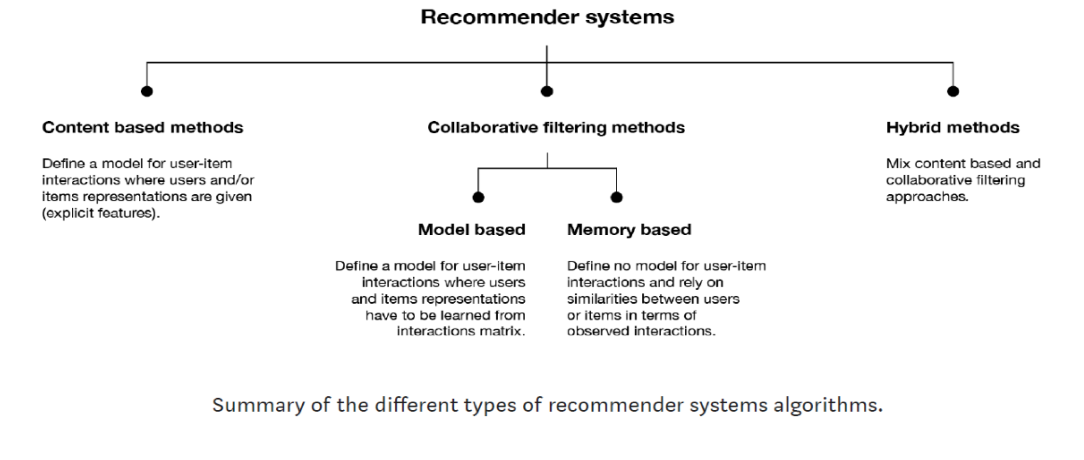 Recommender systems
Content based methods
Define a model for user-item
interactions where users and/or
items representations are given
(explicit features).
Collaborative filtering methods
Model based
Define a model for user-item
interactions where users
and items representations
have to be learned from
interactions matrix.
Memory based
Define no model for user-item
interactions and rely on
similarities between users
or items in terms of
observed interactions.
Hybrid methods
Mix content based and
collaborative filtering
approaches.
Summary of the different types of recommender systems algorithms.